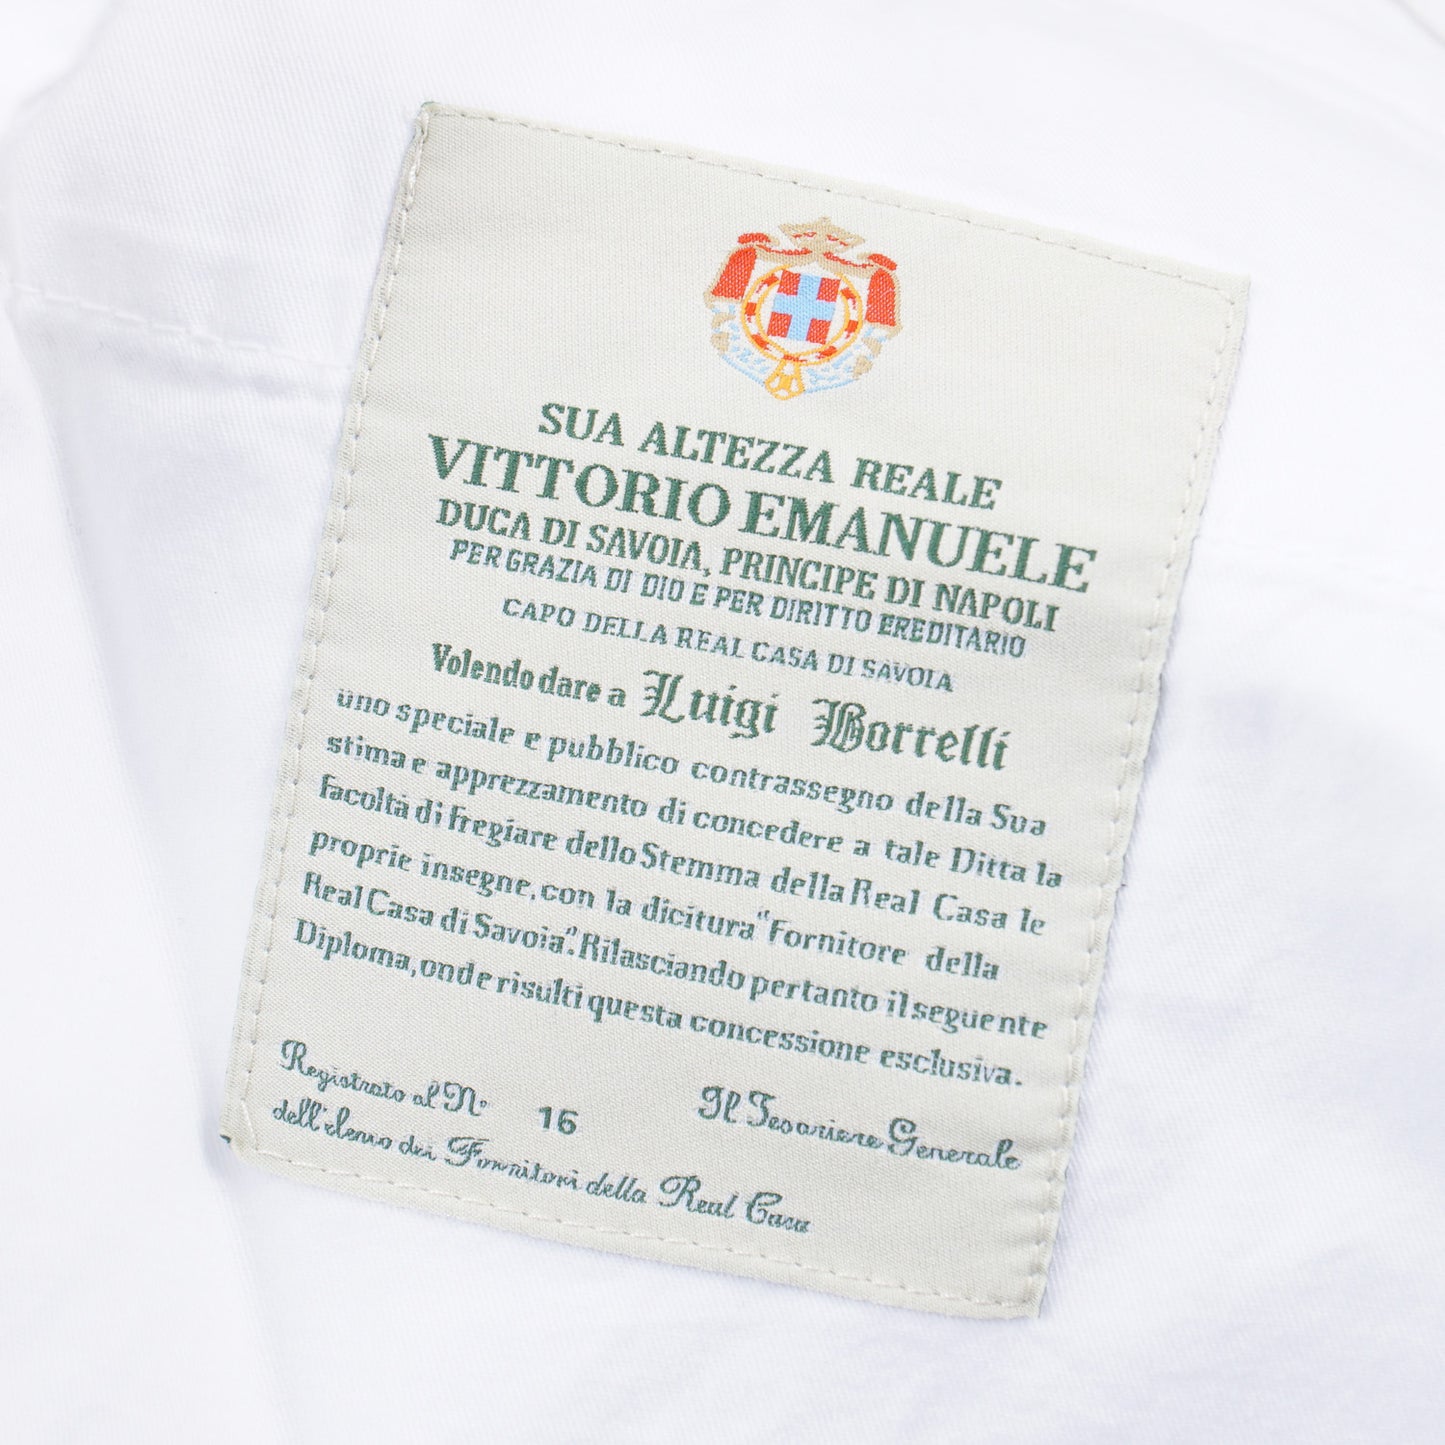 SUA ALTEZZA REALE
VITTORIO EMANUELE
DUCA DI SAVOIA, PRINCIPE DI NAPOLI
PER GRAZIA DI DIO E PER DIRITTO EREDITARIO
CAPO DELLA REAL CASA DI SAVOIA
Volendo dare a Luigi Borrelli
uno speciale e pubblico contrassegno della Sua
stima e apprezzamento di concedere a tale Ditta la
facoltà di fregiare dello Stemma della Real Casa le
proprie insegne, con la dicitura "Fornitore della
Real Casa di Savoia". Rilasciando pertanto il seguente
Diploma, onde risulti questa concessione esclusiva.
Registrato al N° 16 Il Tesoriere Generale
dell'elenco dei Fornitori della Real Casa